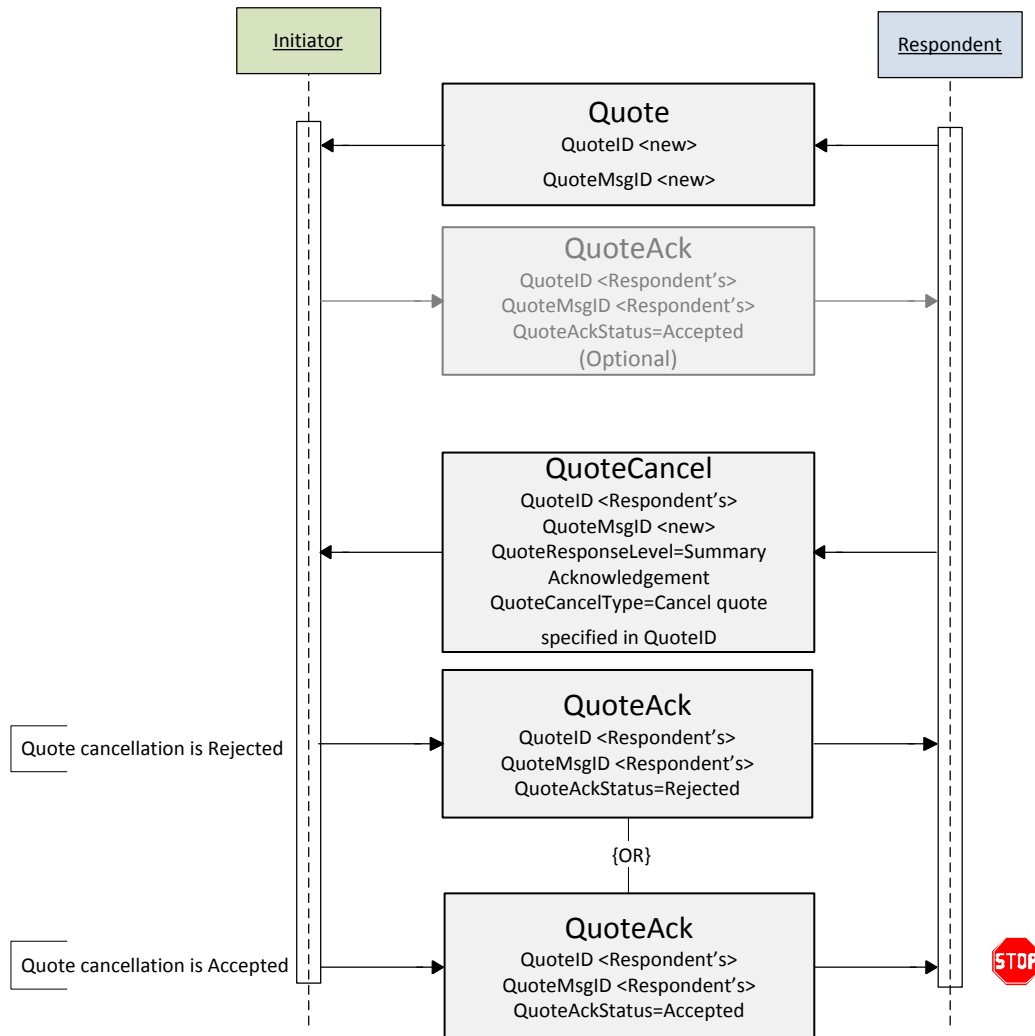 Initiator
Respondent
Quote
QuoteID <new>
QuoteMsgID <new>
QuoteAck
QuoteID <Respondent's>
QuoteMsgID <Respondent's>
QuoteAckStatus=Accepted
(Optional)
QuoteCancel
QuoteID <Respondent's>
QuoteMsgID <new>
QuoteResponseLevel=Summary
Acknowledgement
QuoteCancelType=Cancel quote
specified in QuoteID
Quote cancellation is Rejected
QuoteAck
QuoteID <Respondent's>
QuoteMsgID <Respondent's>
QuoteAckStatus=Rejected
{OR}
Quote cancellation is Accepted
QuoteAck
QuoteID <Respondent's>
QuoteMsgID <Respondent's>
QuoteAckStatus=Accepted
STOP